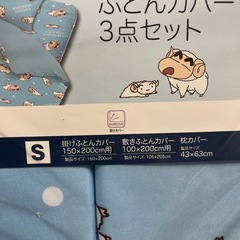 ふとんカバー
3点セット
S
掛けふとんカバー
150×200cm用
製品サイズ:150×200cm
敷きふとんカバー
100×200cm用
製品サイズ:105×205cm
枕カバー
43×63cm